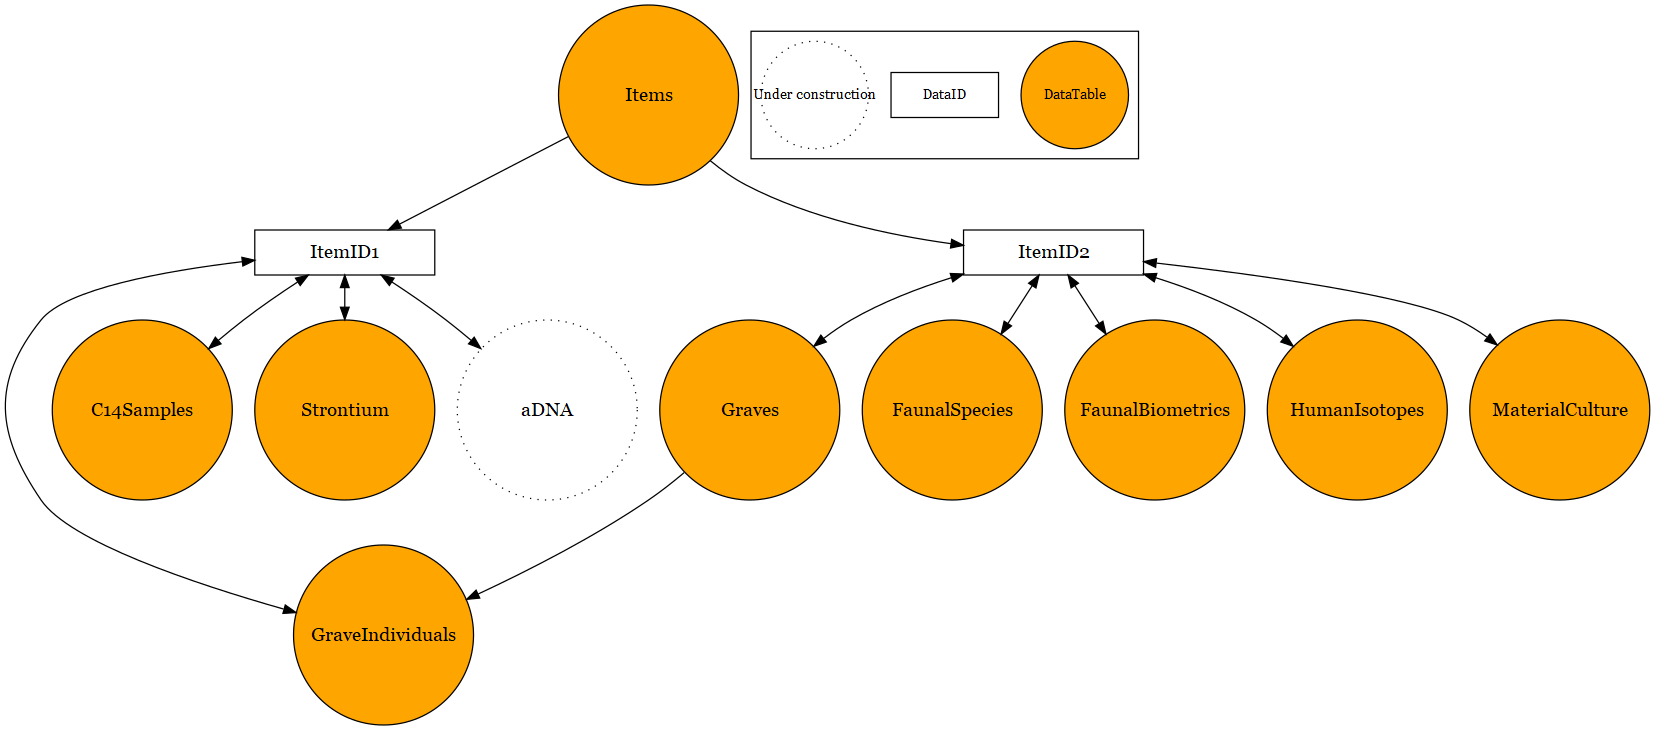 Items
Under construction
DataID
DataTable
ItemID1
ItemID2
C14Samples
Strontium
aDNA
Graves
FaunalSpecies
FaunalBiometrics
HumanIsotopes
MaterialCulture
GraveIndividuals